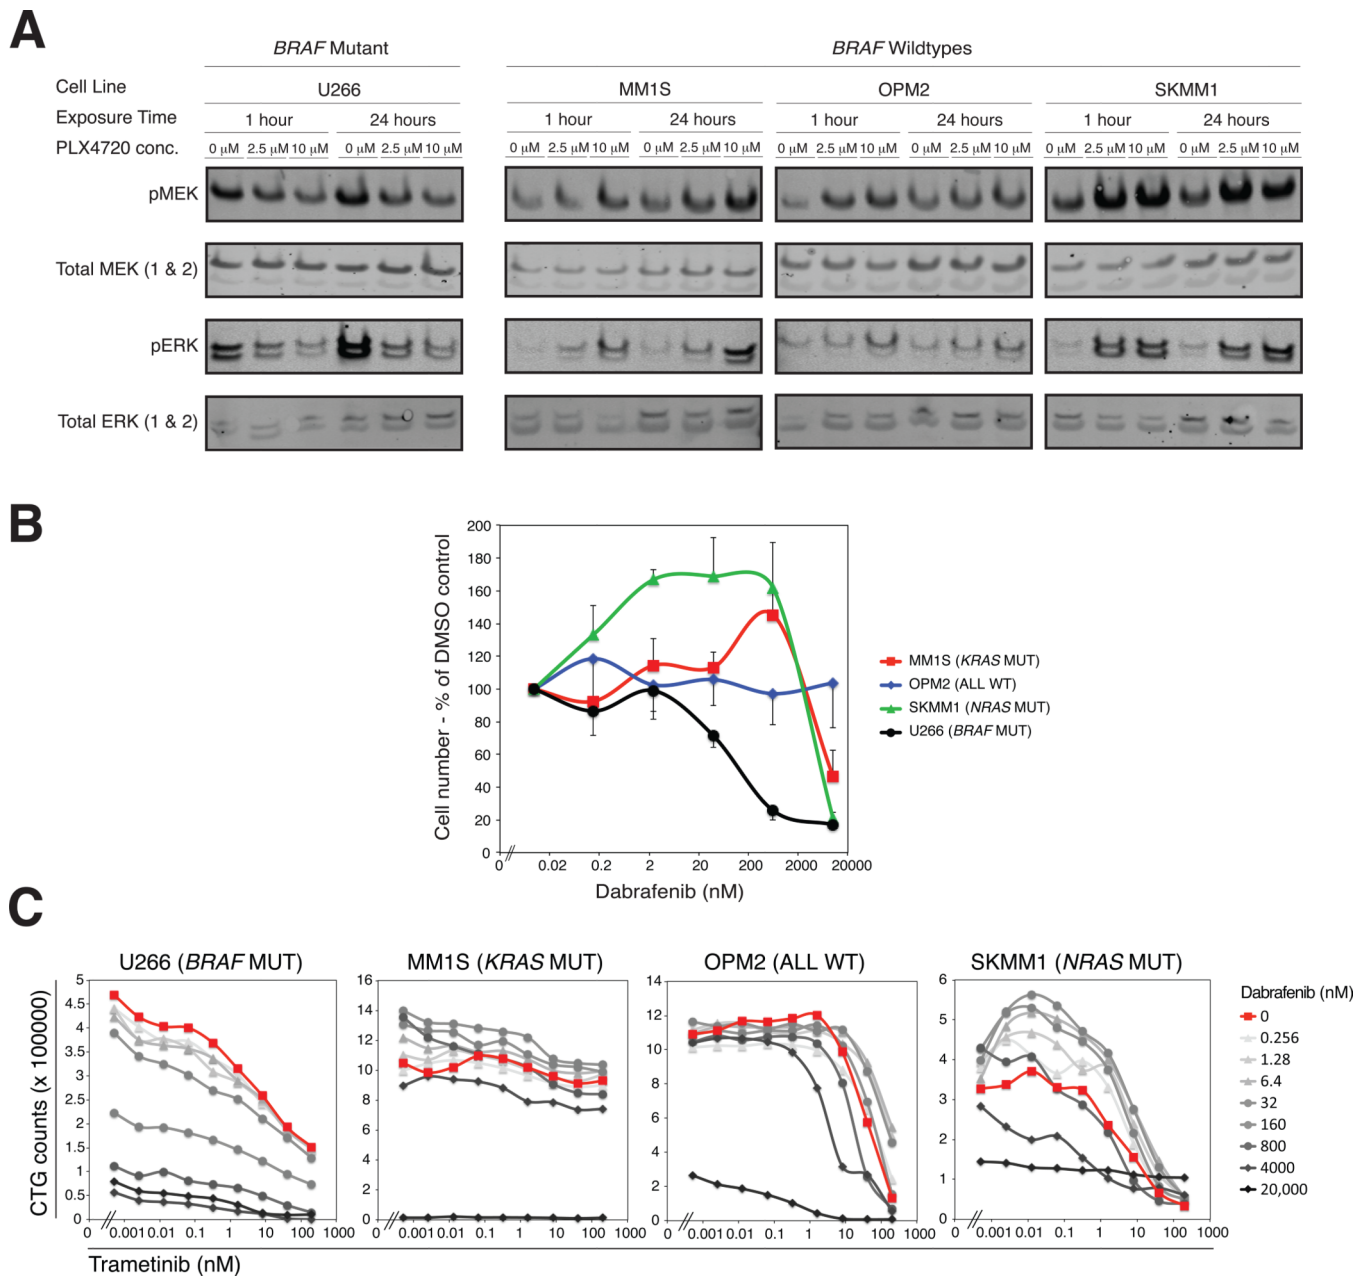 A
BRAF Mutant
BRAF Wildtypes
Cell Line
U266
MM1S
OPM2
SKMM1
Exposure Time
1 hour 24 hours 1 hour 24 hours 1 hour 24 hours 1 hour 24 hours
PLX4720 conc.
0 µM 2.5 µM 10 µM 0 µM 2.5 µM 10 µM 0 µM 2.5 µM 10 µM 0 µM 2.5 µM 10 µM 0 µM 2.5 µM 10 µM 0 µM 2.5 µM 10 µM 0 µM 2.5 µM 10 µM 0 µM 2.5 µM 10 µM
pMEK
Total MEK (1 & 2)
pERK
Total ERK (1 & 2)
B
Cell number - % of DMSO control
200
180
160
140
120
100
80
60
40
20
0
0 0.02 0.2 2 20 200 2000 20000
Dabrafenib (nM)
MM1S (KRAS MUT)
OPM2 (ALL WT)
SKMM1 (NRAS MUT)
U266 (BRAF MUT)
C
CTG counts (x 100000)
U266 (BRAF MUT)
5
4.5
4
3.5
3
2.5
2
1.5
1
0.5
0
0 0.001 0.01 0.1 1 10 100 1000
MM1S (KRAS MUT)
16
14
12
10
8
6
4
2
0
0 0.001 0.01 0.1 1 10 100 1000
OPM2 (ALL WT)
14
12
10
8
6
4
2
0
0 0.001 0.01 0.1 1 10 100 1000
SKMM1 (NRAS MUT)
6
5
4
3
2
1
0
0 0.001 0.01 0.1 1 10 100 1000
Dabrafenib (nM)
0
0.256
1.28
6.4
32
160
800
4000
20,000
Trametinib (nM)